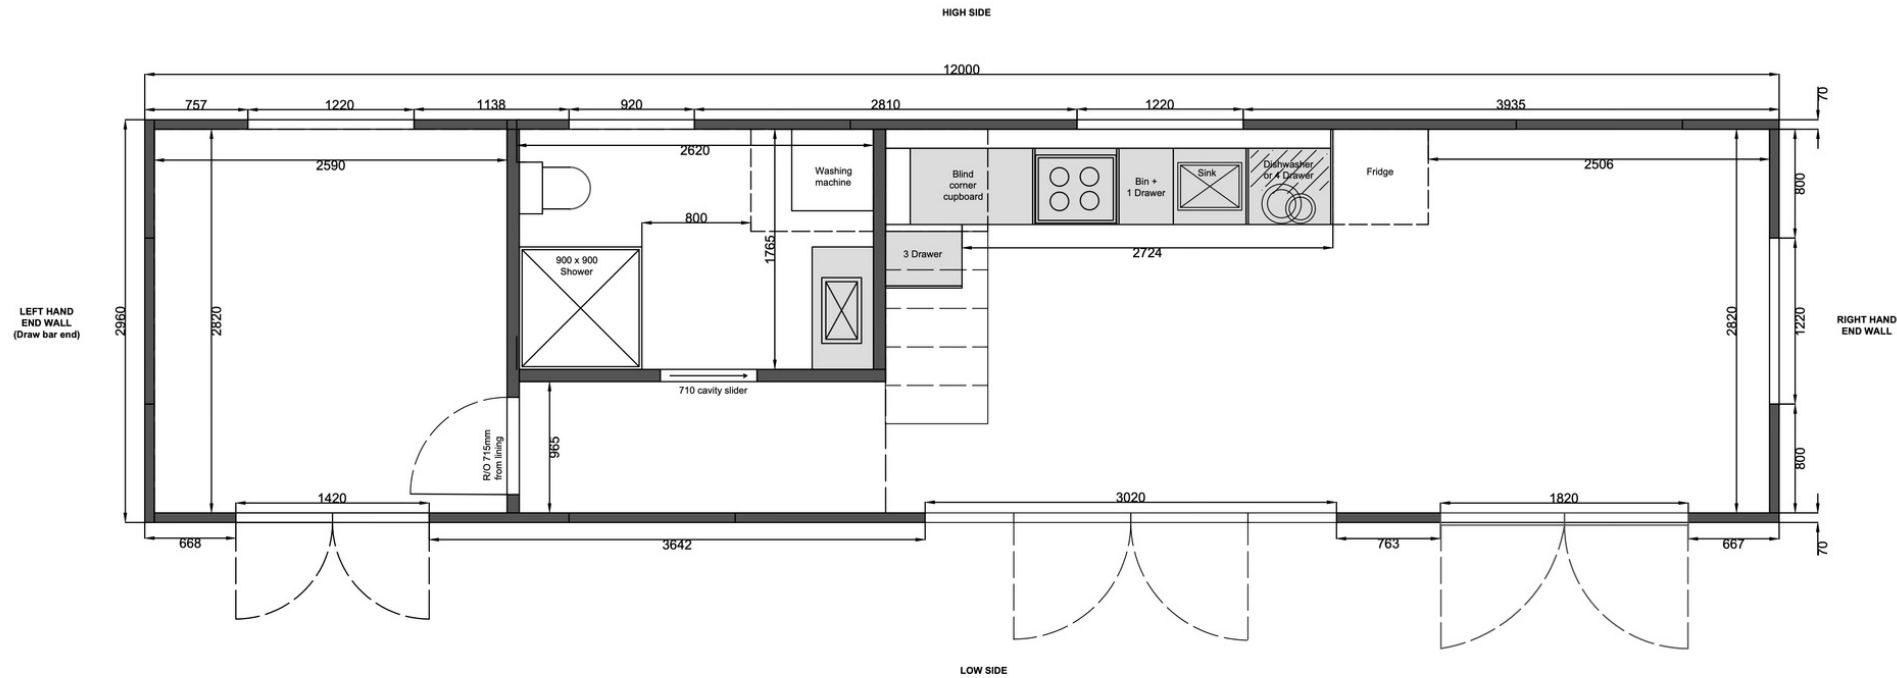 HIGH SIDE
12000
757
1220
1138
920
2810
1220
3935
70
2590
2620
2506
Washing
machine
Blind
corner
cupboard
Bin +
1 Drawer
Sink
Dishwasher
or 4 Drawer
Fridge
800
800
1765
2724
900 x 900
Shower
3 Drawer
LEFT HAND
END WALL
(Draw bar end)
2960
2820
2820
1220
RIGHT HAND
END WALL
710 cavity slider
R/O 715mm
from lining
965
800
1420
3020
1820
668
3642
763
667
70
LOW SIDE